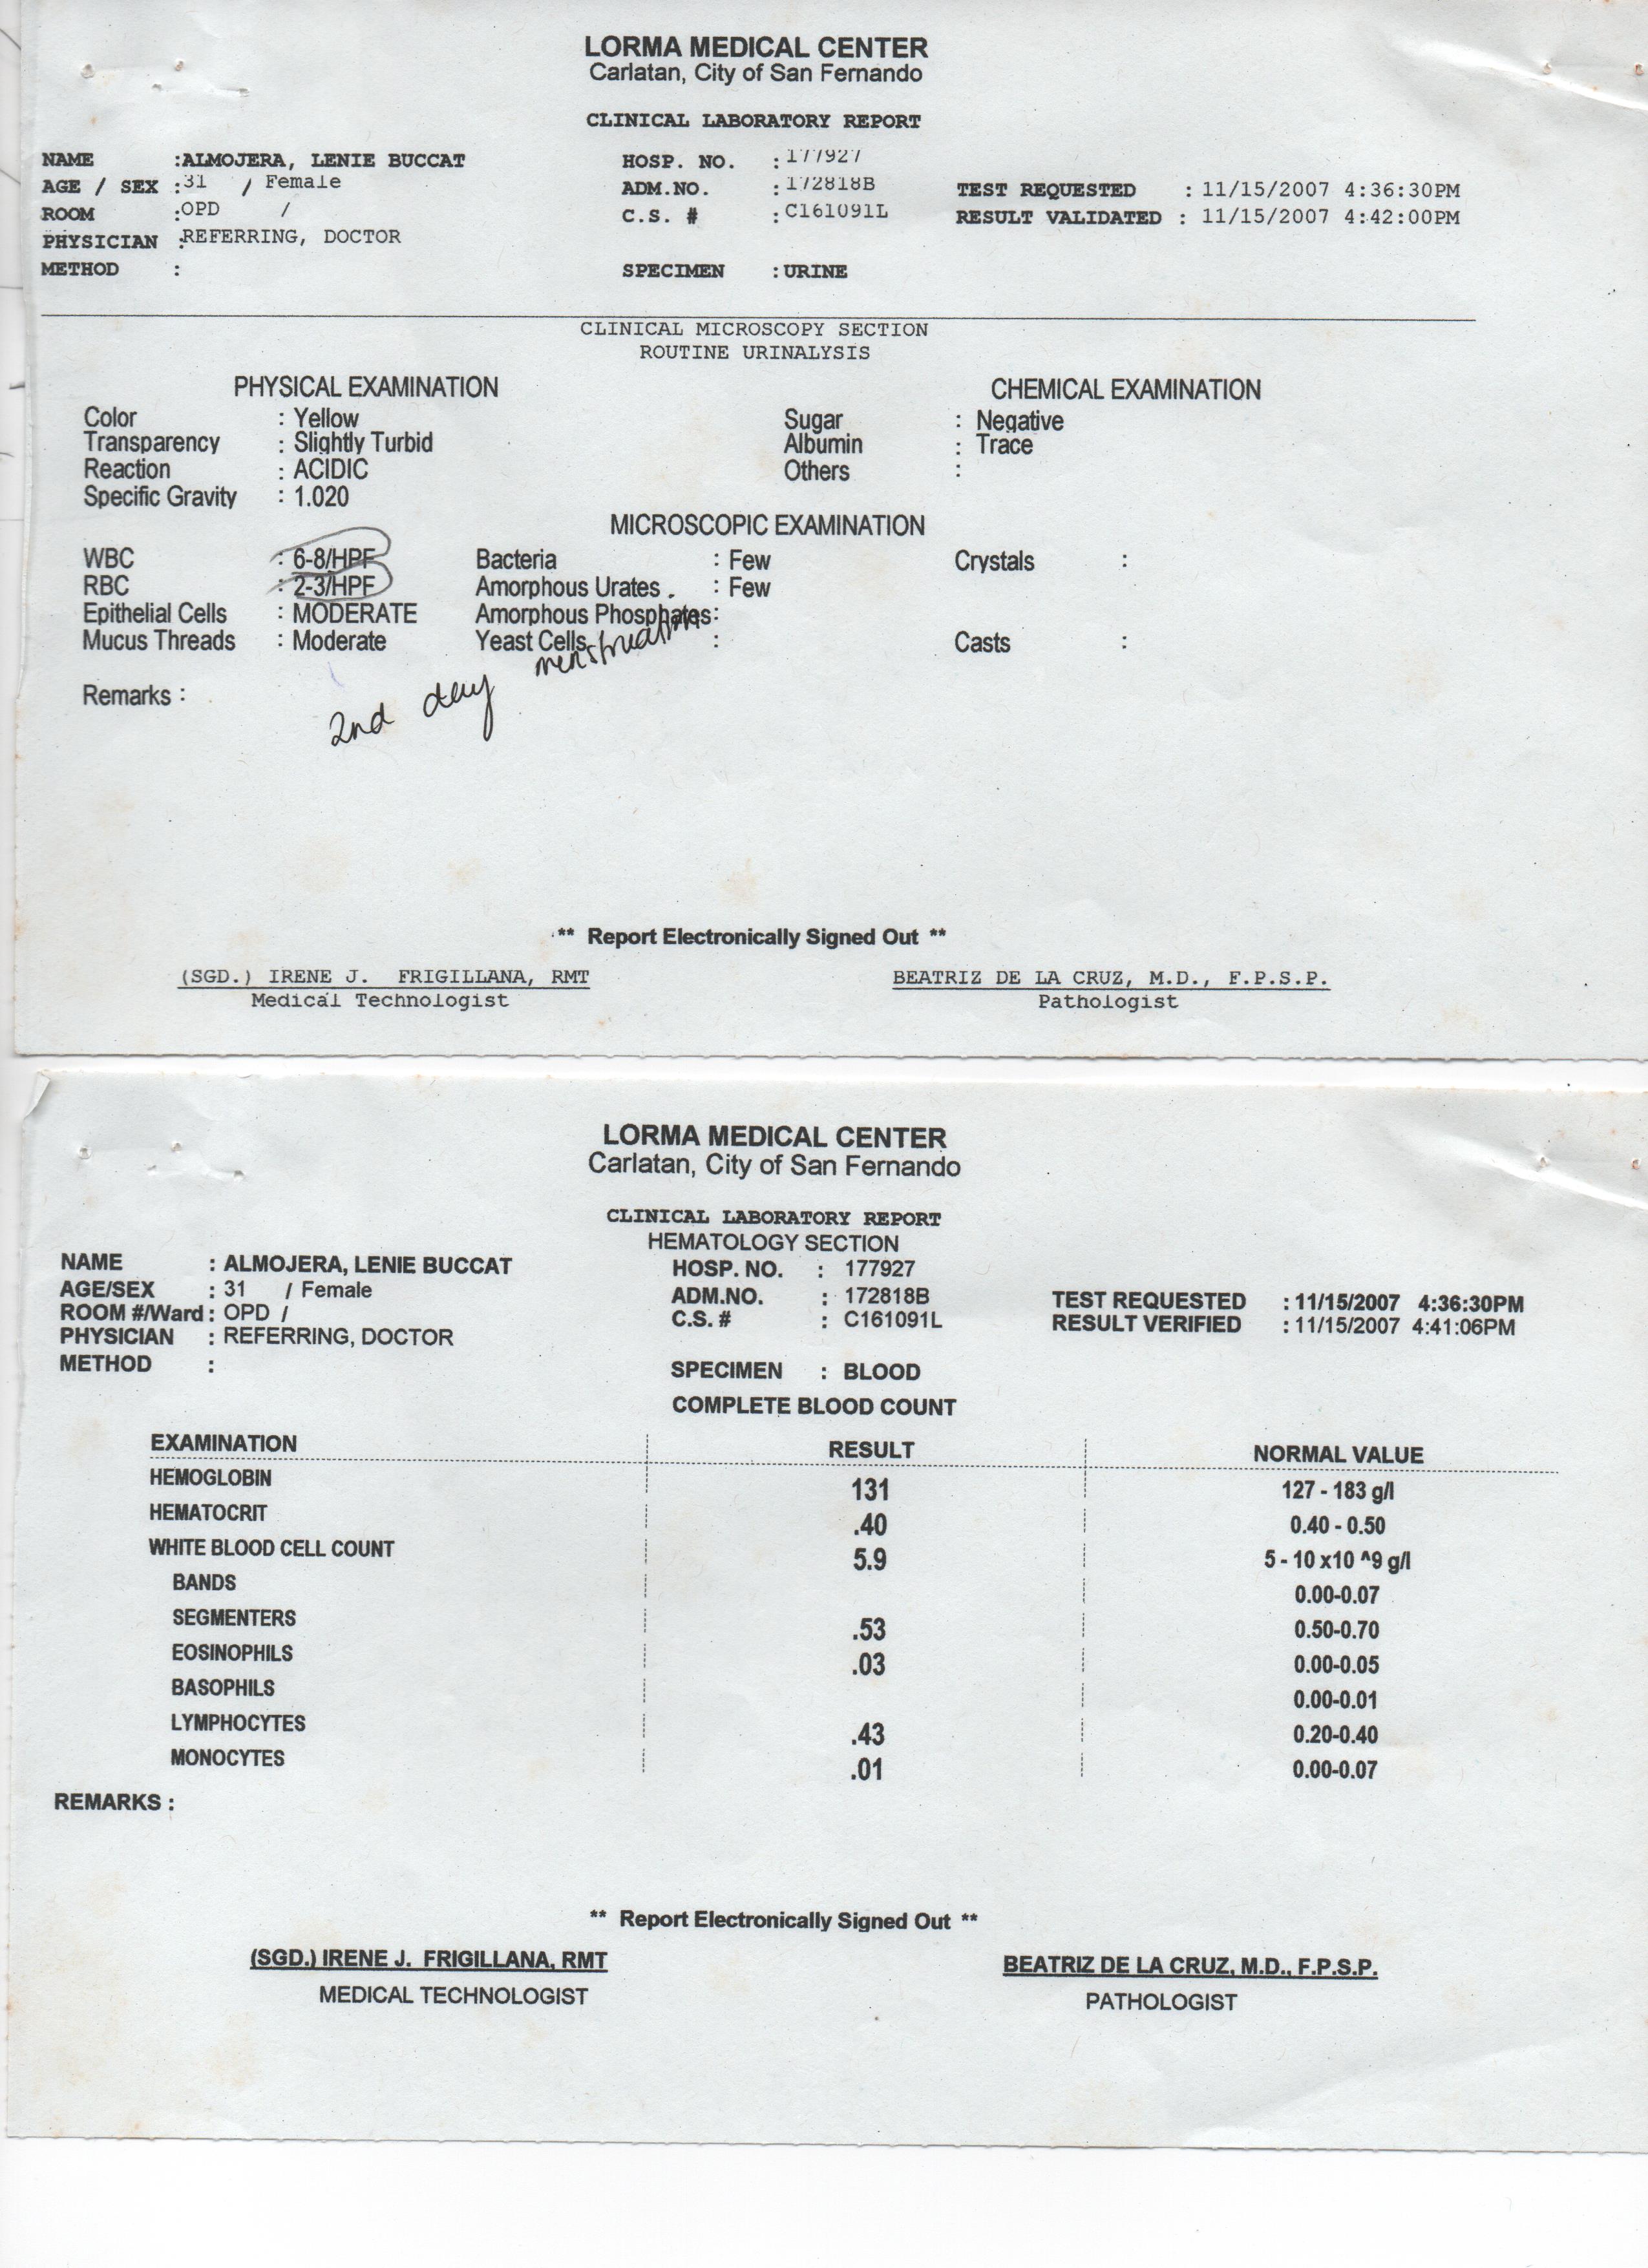 LORMA MEDICAL CENTER
Carlatan, City of San Fernando
CLINICAL LABORATORY REPORT
NAME :ALMOJERA, LENIE BUCCAT HOSP. NO. : 177927
AGE / SEX :31 / Female ADM.NO. : 172818B TEST REQUESTED : 11/15/2007 4:36:30PM
ROOM :OPD / C.S. # : C161091L RESULT VALIDATED : 11/15/2007 4:42:00PM
PHYSICIAN :REFERRING, DOCTOR
METHOD : SPECIMEN : URINE
CLINICAL MICROSCOPY SECTION
ROUTINE URINALYSIS
PHYSICAL EXAMINATION CHEMICAL EXAMINATION
Color : Yellow Sugar : Negative
Transparency : Slightly Turbid Albumin : Trace
Reaction : ACIDIC Others :
Specific Gravity : 1.020
MICROSCOPIC EXAMINATION
WBC : 6-8/HPF Bacteria : Few Crystals :
RBC : 2-3/HPF Amorphous Urates . : Few
Epithelial Cells : MODERATE Amorphous Phosphates:
Mucus Threads : Moderate Yeast Cells : Casts :
Remarks :
2nd day menstruation
** Report Electronically Signed Out **
(SGD.) IRENE J. FRIGILLANA, RMT BEATRIZ DE LA CRUZ, M.D., F.P.S.P.
Medical Technologist Pathologist
LORMA MEDICAL CENTER
Carlatan, City of San Fernando
CLINICAL LABORATORY REPORT
HEMATOLOGY SECTION
NAME : ALMOJERA, LENIE BUCCAT HOSP. NO. : 177927
AGE/SEX : 31 / Female ADM.NO. : 172818B TEST REQUESTED : 11/15/2007 4:36:30PM
ROOM #/Ward : OPD / C.S. # : C161091L RESULT VERIFIED : 11/15/2007 4:41:06PM
PHYSICIAN : REFERRING, DOCTOR
METHOD : SPECIMEN : BLOOD
COMPLETE BLOOD COUNT
EXAMINATION RESULT NORMAL VALUE
HEMOGLOBIN 131 127 - 183 g/l
HEMATOCRIT .40 0.40 - 0.50
WHITE BLOOD CELL COUNT 5.9 5 - 10 x10 ^9 g/l
BANDS 0.00-0.07
SEGMENTERS .53 0.50-0.70
EOSINOPHILS .03 0.00-0.05
BASOPHILS 0.00-0.01
LYMPHOCYTES .43 0.20-0.40
MONOCYTES .01 0.00-0.07
REMARKS :
** Report Electronically Signed Out **
(SGD.) IRENE J. FRIGILLANA, RMT BEATRIZ DE LA CRUZ, M.D., F.P.S.P.
MEDICAL TECHNOLOGIST PATHOLOGIST